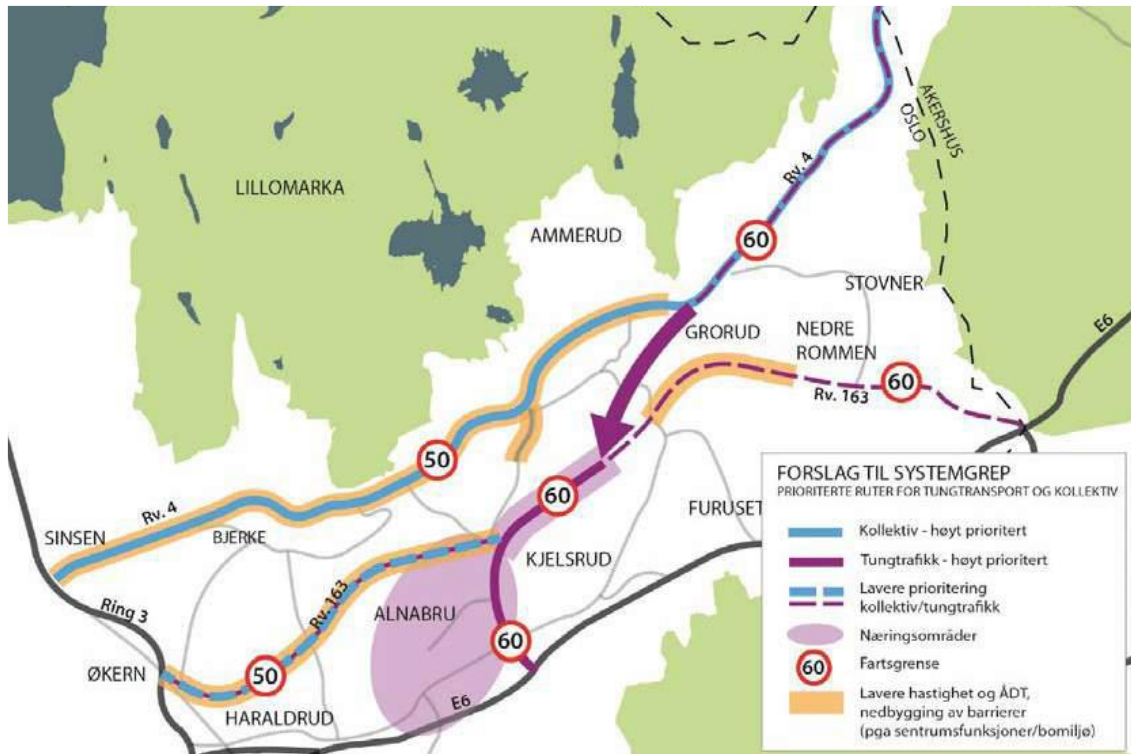 AKERSHUS
OSLO
Rv. 4
LILLOMARKA
AMMERUD
60
STOVNER
E6
GRORUD
NEDRE
ROMMEN
60
Rv. 163
50
60
FURUSET
SINSEN
Rv. 4
BJERKE
KJELSRUD
Ring 3
Rv. 163
ALNABRU
60
ØKERN
50
HARALDRUD
E6
FORSLAG TIL SYSTEMGREP
PRIORITERTE RUTER FOR TUNGTRANSPORT OG KOLLEKTIV
Kollektiv - høyt prioritert
Tungtrafikk - høyt prioritert
Lavere prioritering
kollektiv/tungtrafikk
Næringsområder
60
Fartsgrense
Lavere hastighet og ÅDT,
nedbygging av barrierer
(pga sentrumsfunksjoner/bomiljø)